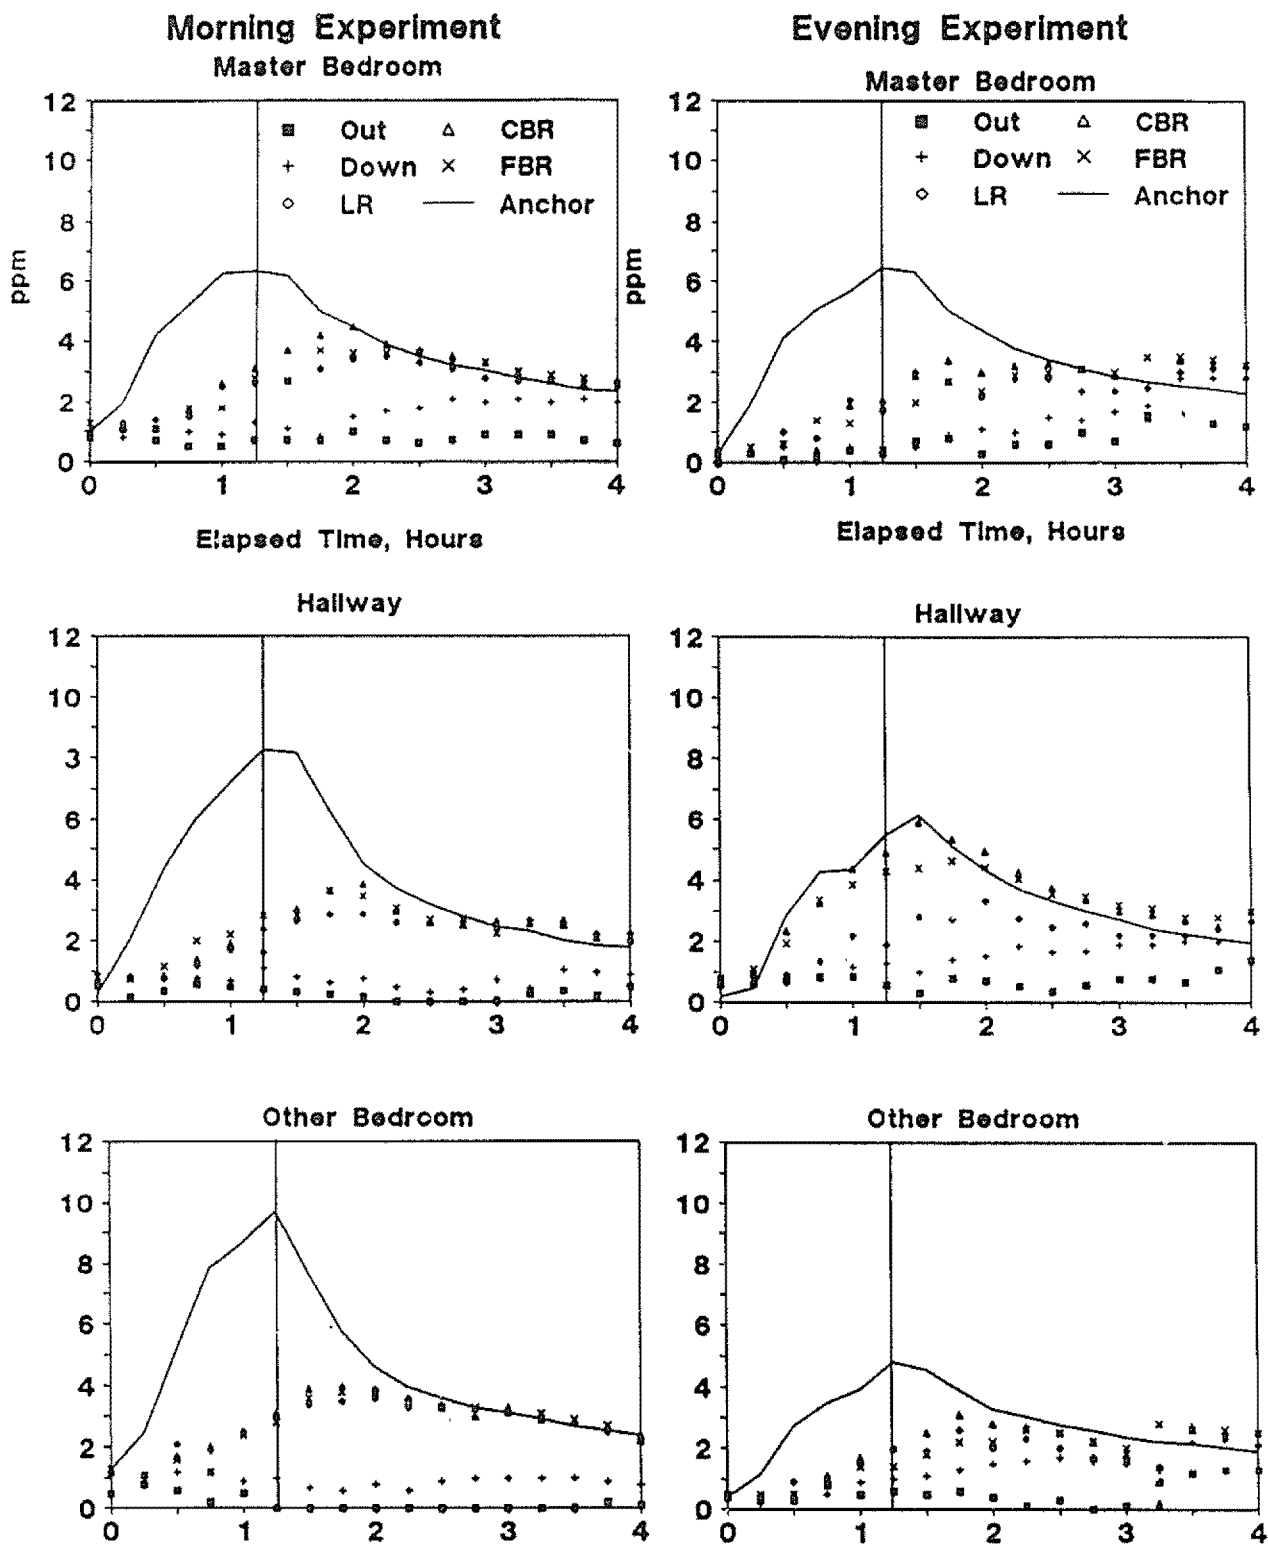 Morning Experiment
Evening Experiment
Master Bedroom
Master Bedroom
12
10
8
6
4
2
0
ppm
Out
CBR
Down
FBR
LR
Anchor
0 1 2 3 4
Elapsed Time, Hours
12
10
8
6
4
2
0
ppm
Out
CBR
Down
FBR
LR
Anchor
0 1 2 3 4
Elapsed Time, Hours
Hallway
12
10
3
6
4
2
0
0 1 2 3 4
Hallway
12
10
8
6
4
2
0
0 1 2 3 4
Other Bedrcom
12
10
8
6
4
2
0
0 1 2 3 4
Other Bedroom
12
10
8
6
4
2
0
0 1 2 3 4